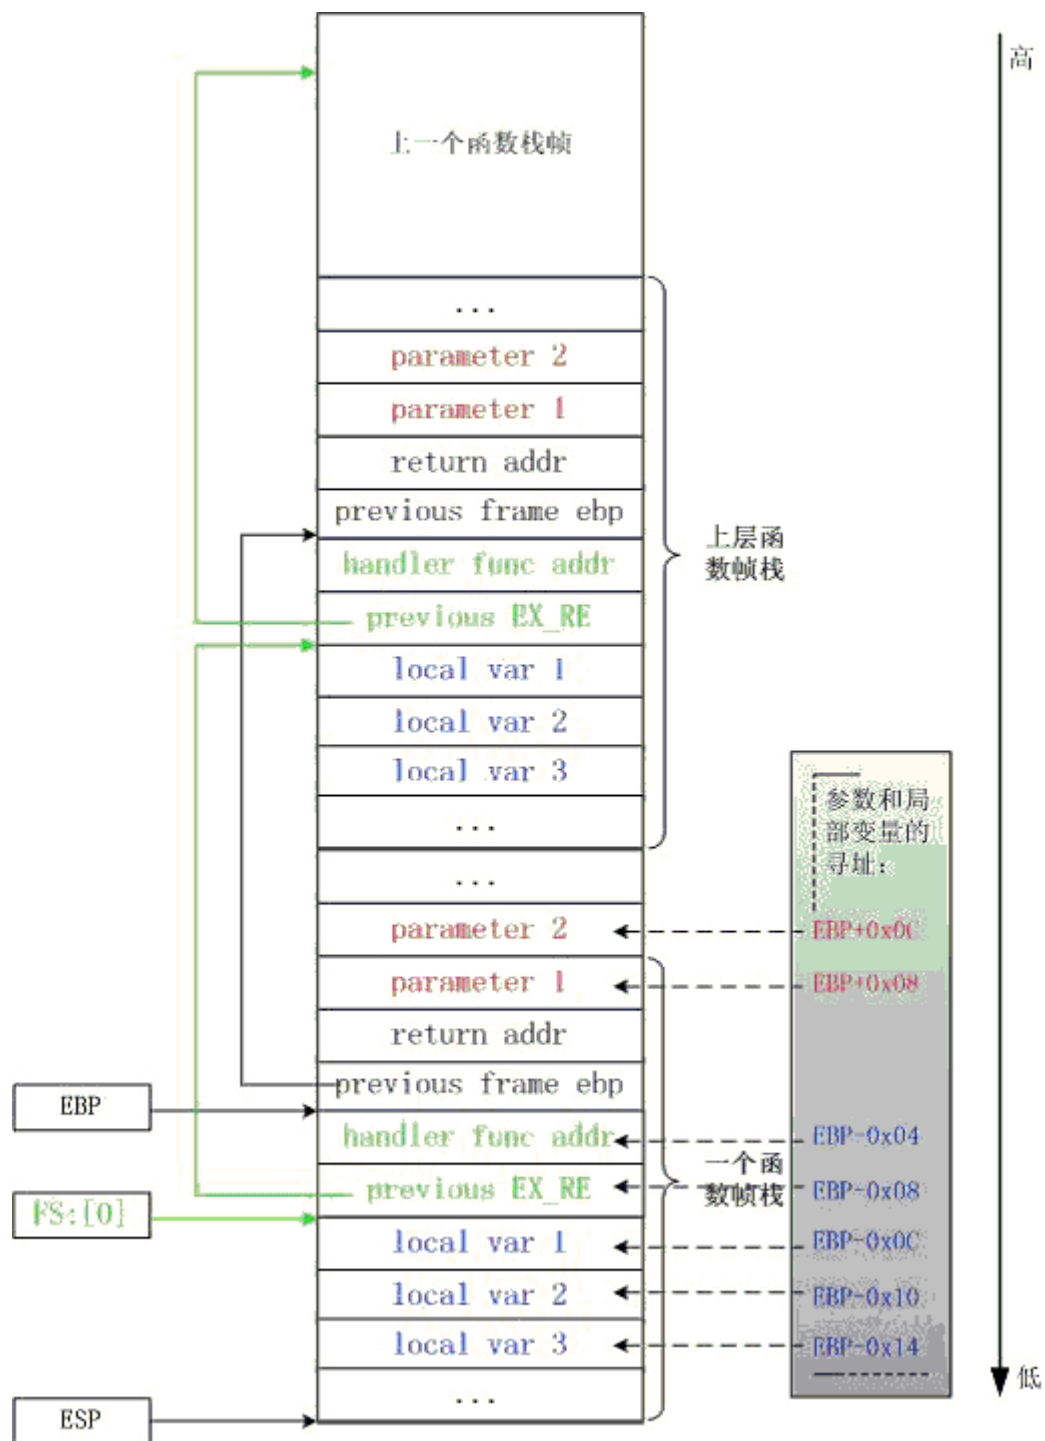 高
上一个函数栈帧
...
parameter 2
parameter 1
return addr
previous frame ebp
handler func addr
previous EX_RE
local var 1
local var 2
local var 3
...
上层函
数帧栈
...
parameter 2
parameter 1
return addr
previous frame ebp
handler func addr
previous EX_RE
local var 1
local var 2
local var 3
...
一个函
数帧栈
EBP
FS:[0]
ESP
参数和局
部变量的
寻址:
EBP+0x0C
EBP+0x08
EBP-0x04
EBP-0x08
EBP-0x0C
EBP-0x10
EBP-0x14
低